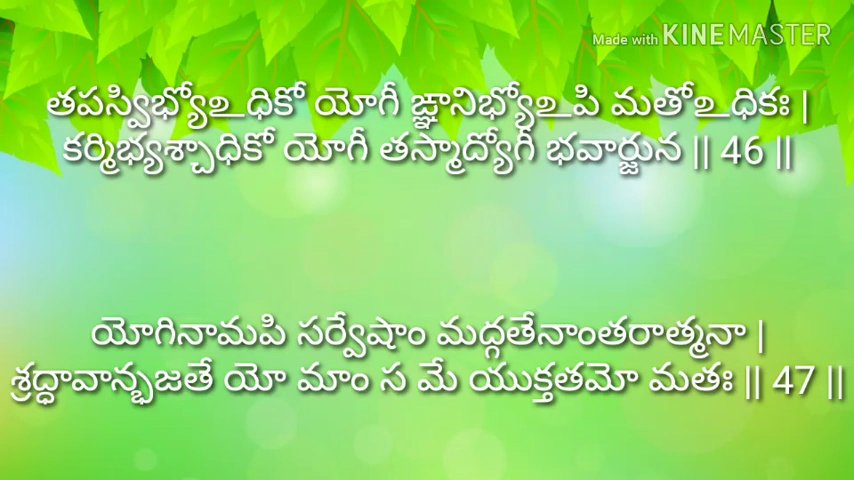 Made with KINEMASTER
తపస్విభ్యోఽధికో యోగీ ఙ్ఞానిభ్యోఽపి మతోఽధికః |
కర్మిభ్యశ్చాధికో యోగీ తస్మాద్యోగీ భవార్జున || 46 ||
యోగినామపి సర్వేషాం మద్గతేనాంతరాత్మనా |
శ్రద్ధావాన్భజతే యో మాం స మే యుక్తతమో మతః || 47 ||